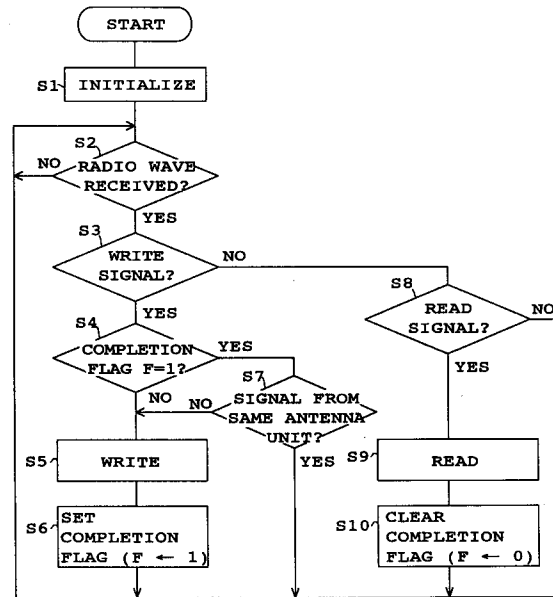 START
S1
INITIALIZE
S2
NO
RADIO WAVE
RECEIVED?
YES
S3
WRITE
SIGNAL?
NO
YES
S8
READ
SIGNAL?
NO
YES
S4
COMPLETION
FLAG F=1?
YES
NO
S7
SIGNAL FROM
SAME ANTENNA
UNIT?
NO
YES
S5
WRITE
S9
READ
S6
SET
COMPLETION
FLAG (F ← 1)
S10
CLEAR
COMPLETION
FLAG (F ← 0)